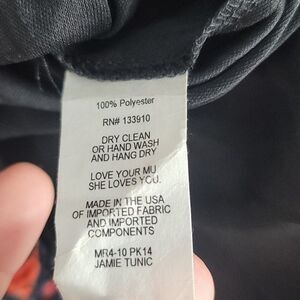 100% Polyester
RN# 133910
DRY CLEAN
OR HAND WASH
AND HANG DRY
LOVE YOUR MU
SHE LOVES YOU.
MADE IN THE USA
OF IMPORTED FABRIC
AND IMPORTED
COMPONENTS
MR4-10 PK14
JAMIE TUNIC